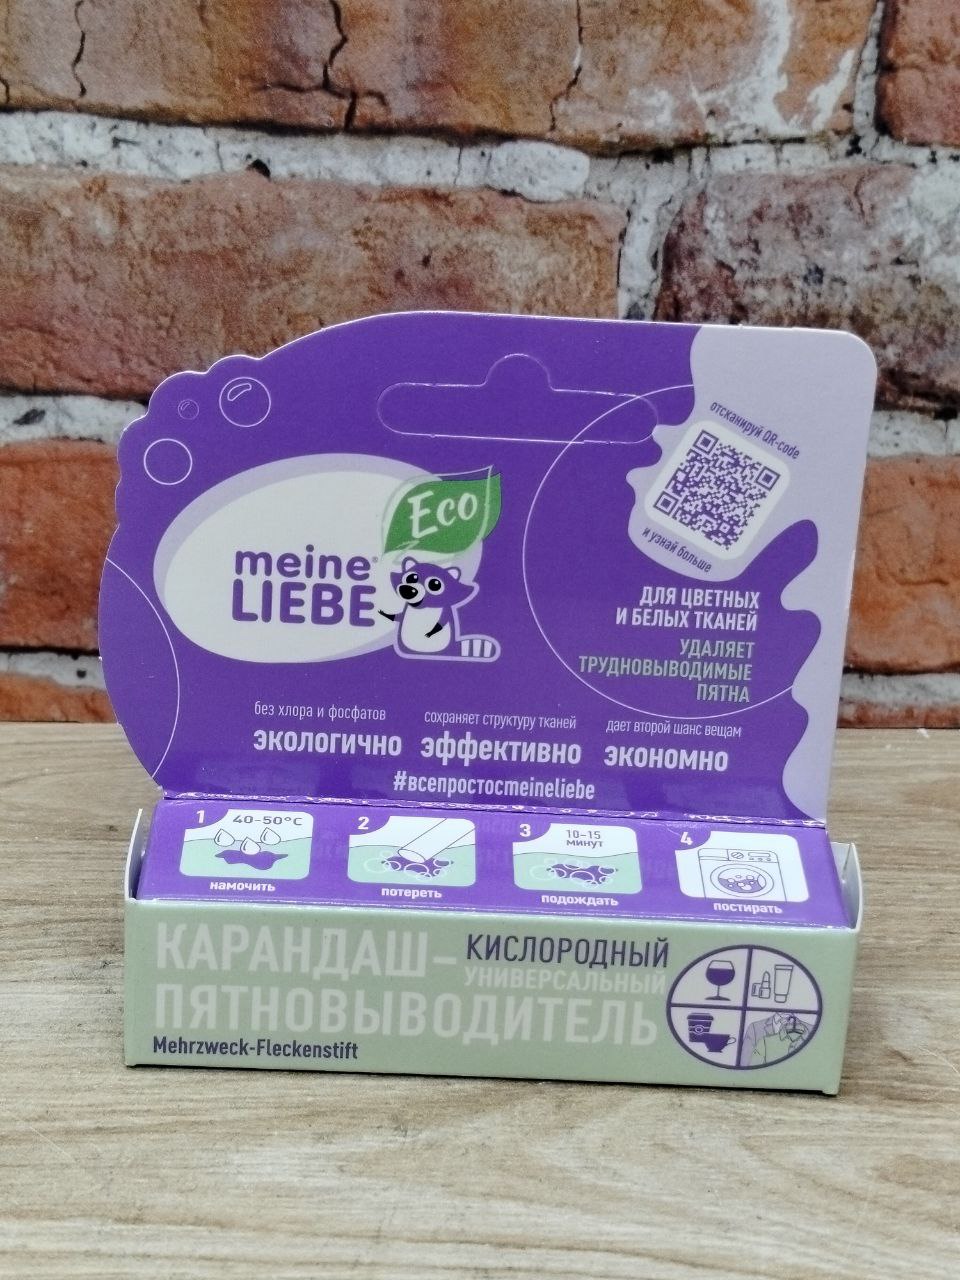 отсканируй QR-code
и узнай больше
Eco
meine®
LIEBE
ДЛЯ ЦВЕТНЫХ
И БЕЛЫХ ТКАНЕЙ
УДАЛЯЕТ
ТРУДНОВЫВОДИМЫЕ
ПЯТНА
без хлора и фосфатов
экологично
сохраняет структуру тканей
эффективно
дает второй шанс вещам
экономно
#всепростосmeineliebe
1
40-50°C
намочить
2
потереть
3
10-15
минут
подождать
4
постирать
КАРАНДАШ-
ПЯТНОВЫВОДИТЕЛЬ
КИСЛОРОДНЫЙ
УНИВЕРСАЛЬНЫЙ
Mehrzweck-Fleckenstift